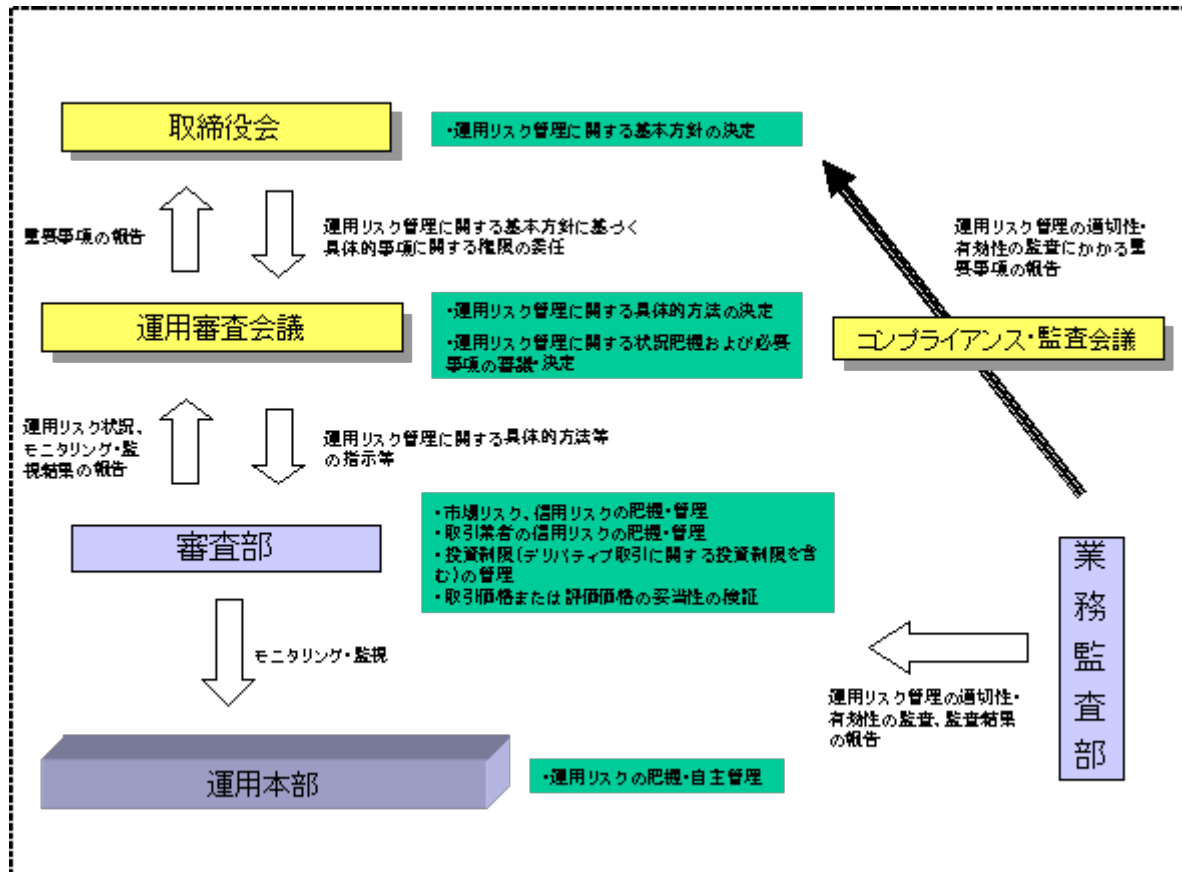 取締役会
・運用リスク管理に関する基本方針の決定
重要事項の報告
運用リスク管理に関する基本方針に基づく
具体的事項に関する権限の委任
運用リスク管理の適切性・
有効性の監査にかかる重
要事項の報告
運用審査会議
・運用リスク管理に関する具体的方法の決定
・運用リスク管理に関する状況把握および必要
事項の審議・決定
コンプライアンス・監査会議
運用リスク状況、
モニタリング・監
視結果の報告
運用リスク管理に関する具体的方法等
の指示等
審査部
・市場リスク、信用リスクの把握・管理
・取引業者の信用リスクの把握・管理
・投資制限(デリバティブ取引に関する投資制限を含
む)の管理
・取引価格または評価価格の妥当性の検証
業務監査部
モニタリング・監視
運用リスク管理の適切性・
有効性の監査、監査結果
の報告
運用本部
・運用リスクの把握・自主管理